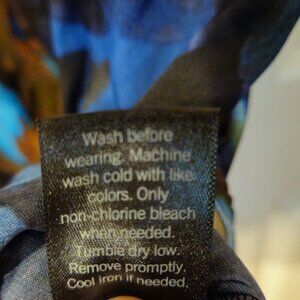 Wash before
wearing. Machine
wash cold with like
colors. Only
non-chlorine bleach
when needed.
Tumble dry low.
Remove promptly.
Cool iron if needed.